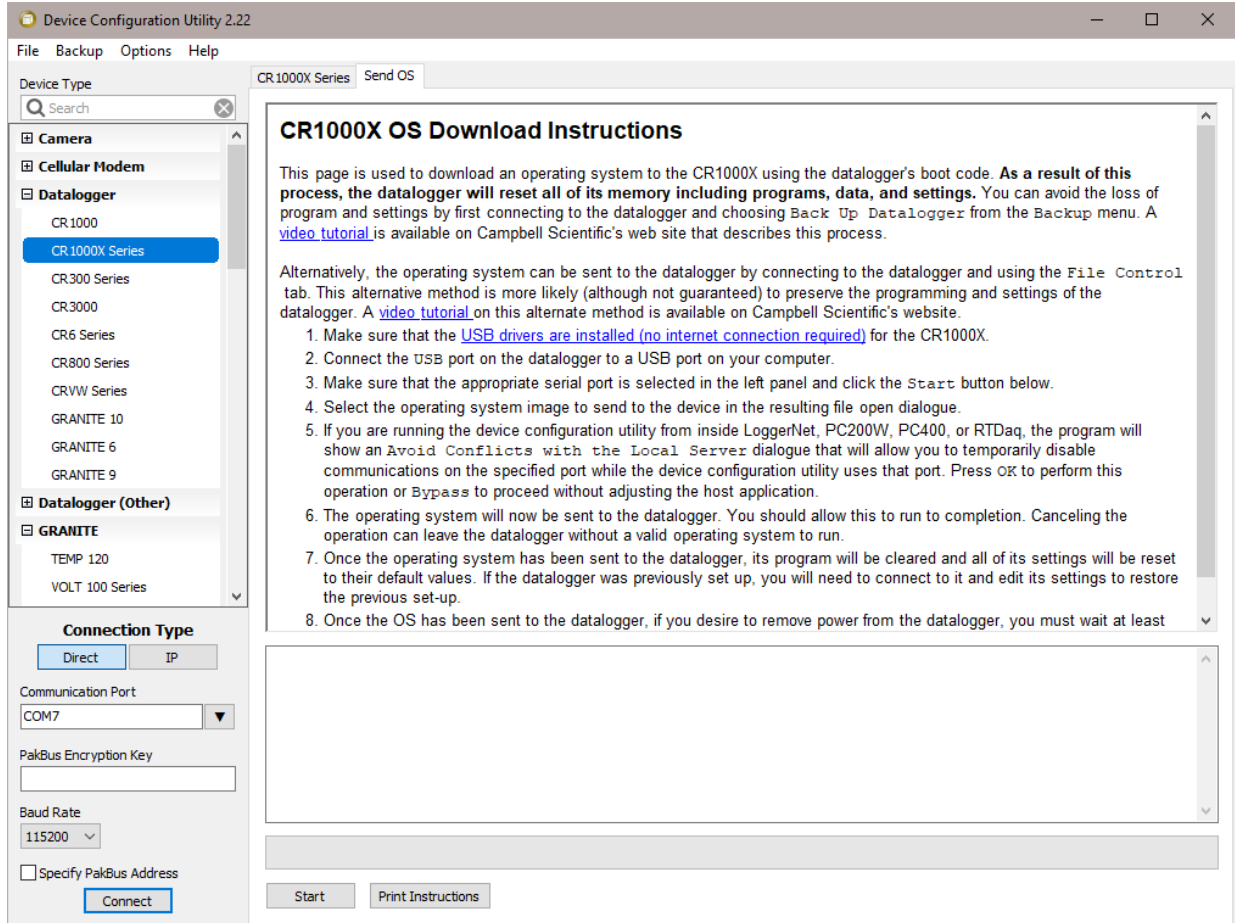 Device Configuration Utility 2.22
File Backup Options Help
Device Type
Search
Camera
Cellular Modem
Datalogger
CR1000
CR1000X Series
CR300 Series
CR3000
CR6 Series
CR800 Series
CRVW Series
GRANITE 10
GRANITE 6
GRANITE 9
Datalogger (Other)
GRANITE
TEMP 120
VOLT 100 Series
Connection Type
Direct IP
Communication Port
COM7
PakBus Encryption Key
Baud Rate
115200
Specify PakBus Address
Connect
CR1000X Series Send OS
CR1000X OS Download Instructions
This page is used to download an operating system to the CR1000X using the datalogger's boot code. As a result of this
process, the datalogger will reset all of its memory including programs, data, and settings. You can avoid the loss of
program and settings by first connecting to the datalogger and choosing Back Up Datalogger from the Backup menu. A
video tutorial is available on Campbell Scientific's web site that describes this process.
Alternatively, the operating system can be sent to the datalogger by connecting to the datalogger and using the File Control
tab. This alternative method is more likely (although not guaranteed) to preserve the programming and settings of the
datalogger. A video tutorial on this alternate method is available on Campbell Scientific's website.
1. Make sure that the USB drivers are installed (no internet connection required) for the CR1000X.
2. Connect the USB port on the datalogger to a USB port on your computer.
3. Make sure that the appropriate serial port is selected in the left panel and click the Start button below.
4. Select the operating system image to send to the device in the resulting file open dialogue.
5. If you are running the device configuration utility from inside LoggerNet, PC200W, PC400, or RTDaq, the program will
show an Avoid Conflicts with the Local Server dialogue that will allow you to temporarily disable
communications on the specified port while the device configuration utility uses that port. Press OK to perform this
operation or Bypass to proceed without adjusting the host application.
6. The operating system will now be sent to the datalogger. You should allow this to run to completion. Canceling the
operation can leave the datalogger without a valid operating system to run.
7. Once the operating system has been sent to the datalogger, its program will be cleared and all of its settings will be reset
to their default values. If the datalogger was previously set up, you will need to connect to it and edit its settings to restore
the previous set-up.
8. Once the OS has been sent to the datalogger, if you desire to remove power from the datalogger, you must wait at least
Start Print Instructions